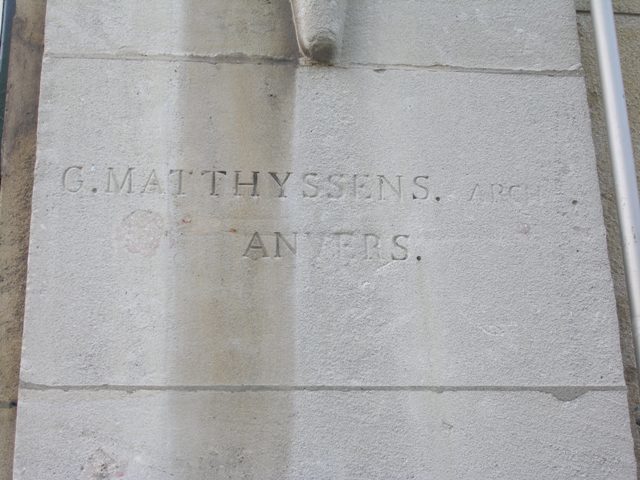 G. MATTHYSSENS. ARCH
ANVERS.